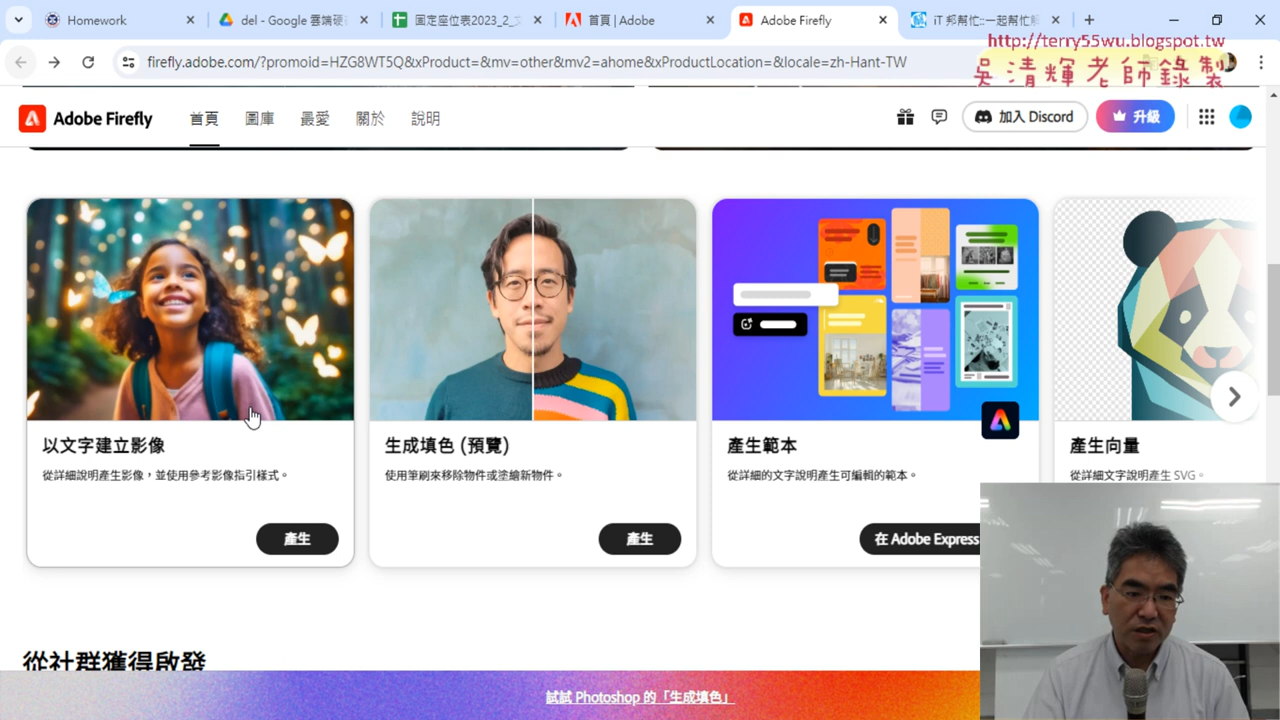 Homework
del - Google 雲端硬
固定座位表2023_2_
首頁 | Adobe
Adobe Firefly
iT 邦幫忙::一起幫忙解
http://terry55wu.blogspot.tw
吳清輝老師錄製
firefly.adobe.com/?promoid=HZG8WT5Q&xProduct=&mv=other&mv2=ahome&xProductLocation=&locale=zh-Hant-TW
Adobe Firefly
首頁
圖庫
最愛
關於
說明
加入 Discord
升級
以文字建立影像
從詳細說明產生影像，並使用參考影像指引樣式。
產生
生成填色 (預覽)
使用筆刷來移除物件或塗繪新物件。
產生
產生範本
從詳細的文字說明產生可編輯的範本。
在 Adobe Express
產生向量
從詳細文字說明產生 SVG。
從社群獲得啟發
試試 Photoshop 的「生成填色」